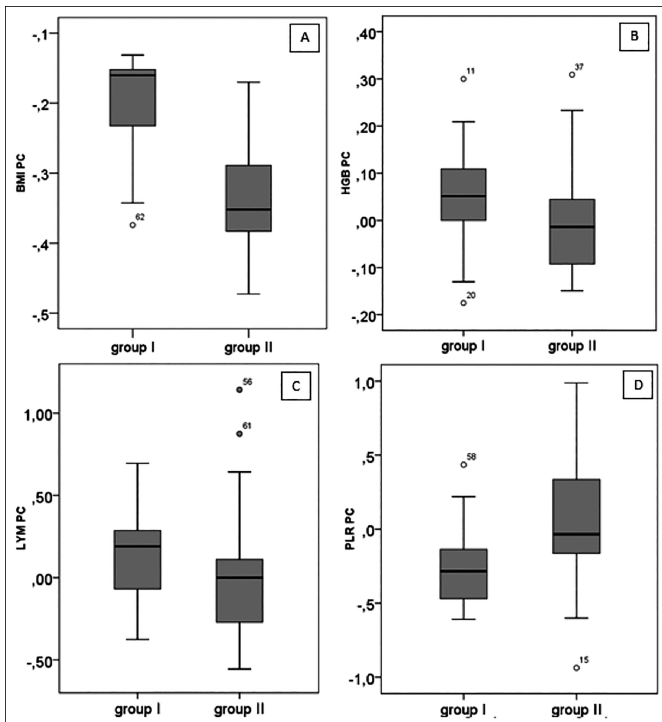 A
-,1
-,2
-,3
-,4
-,5
BMI PC
62
group I group II
B
,40
,30
,20
,10
,00
-,10
-,20
HGB PC
11
37
20
group I group II
C
1,00
,50
,00
-,50
LYM PC
56
61
group I group II
D
1,0
,5
,0
-,5
-1,0
PLR PC
58
15
group I group II